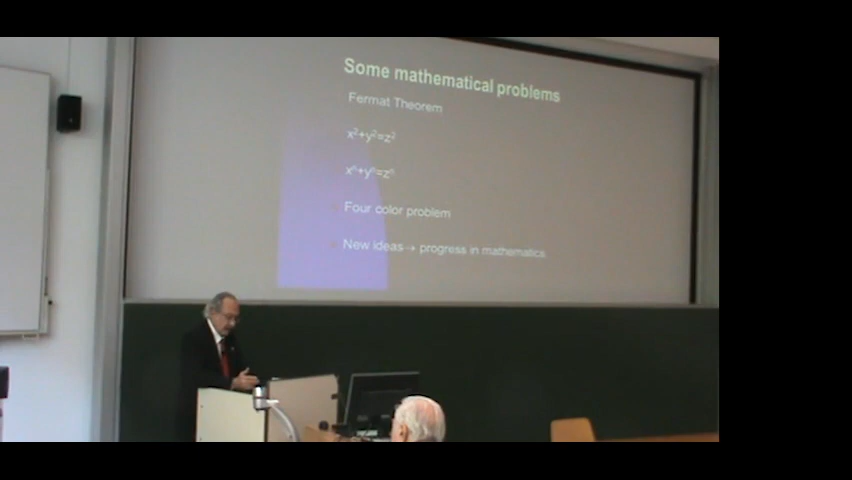 Some mathematical problems
Fermat Theorem
x²+y²=z²
xⁿ+yⁿ=zⁿ
Four color problem
New ideas→ progress in mathematics